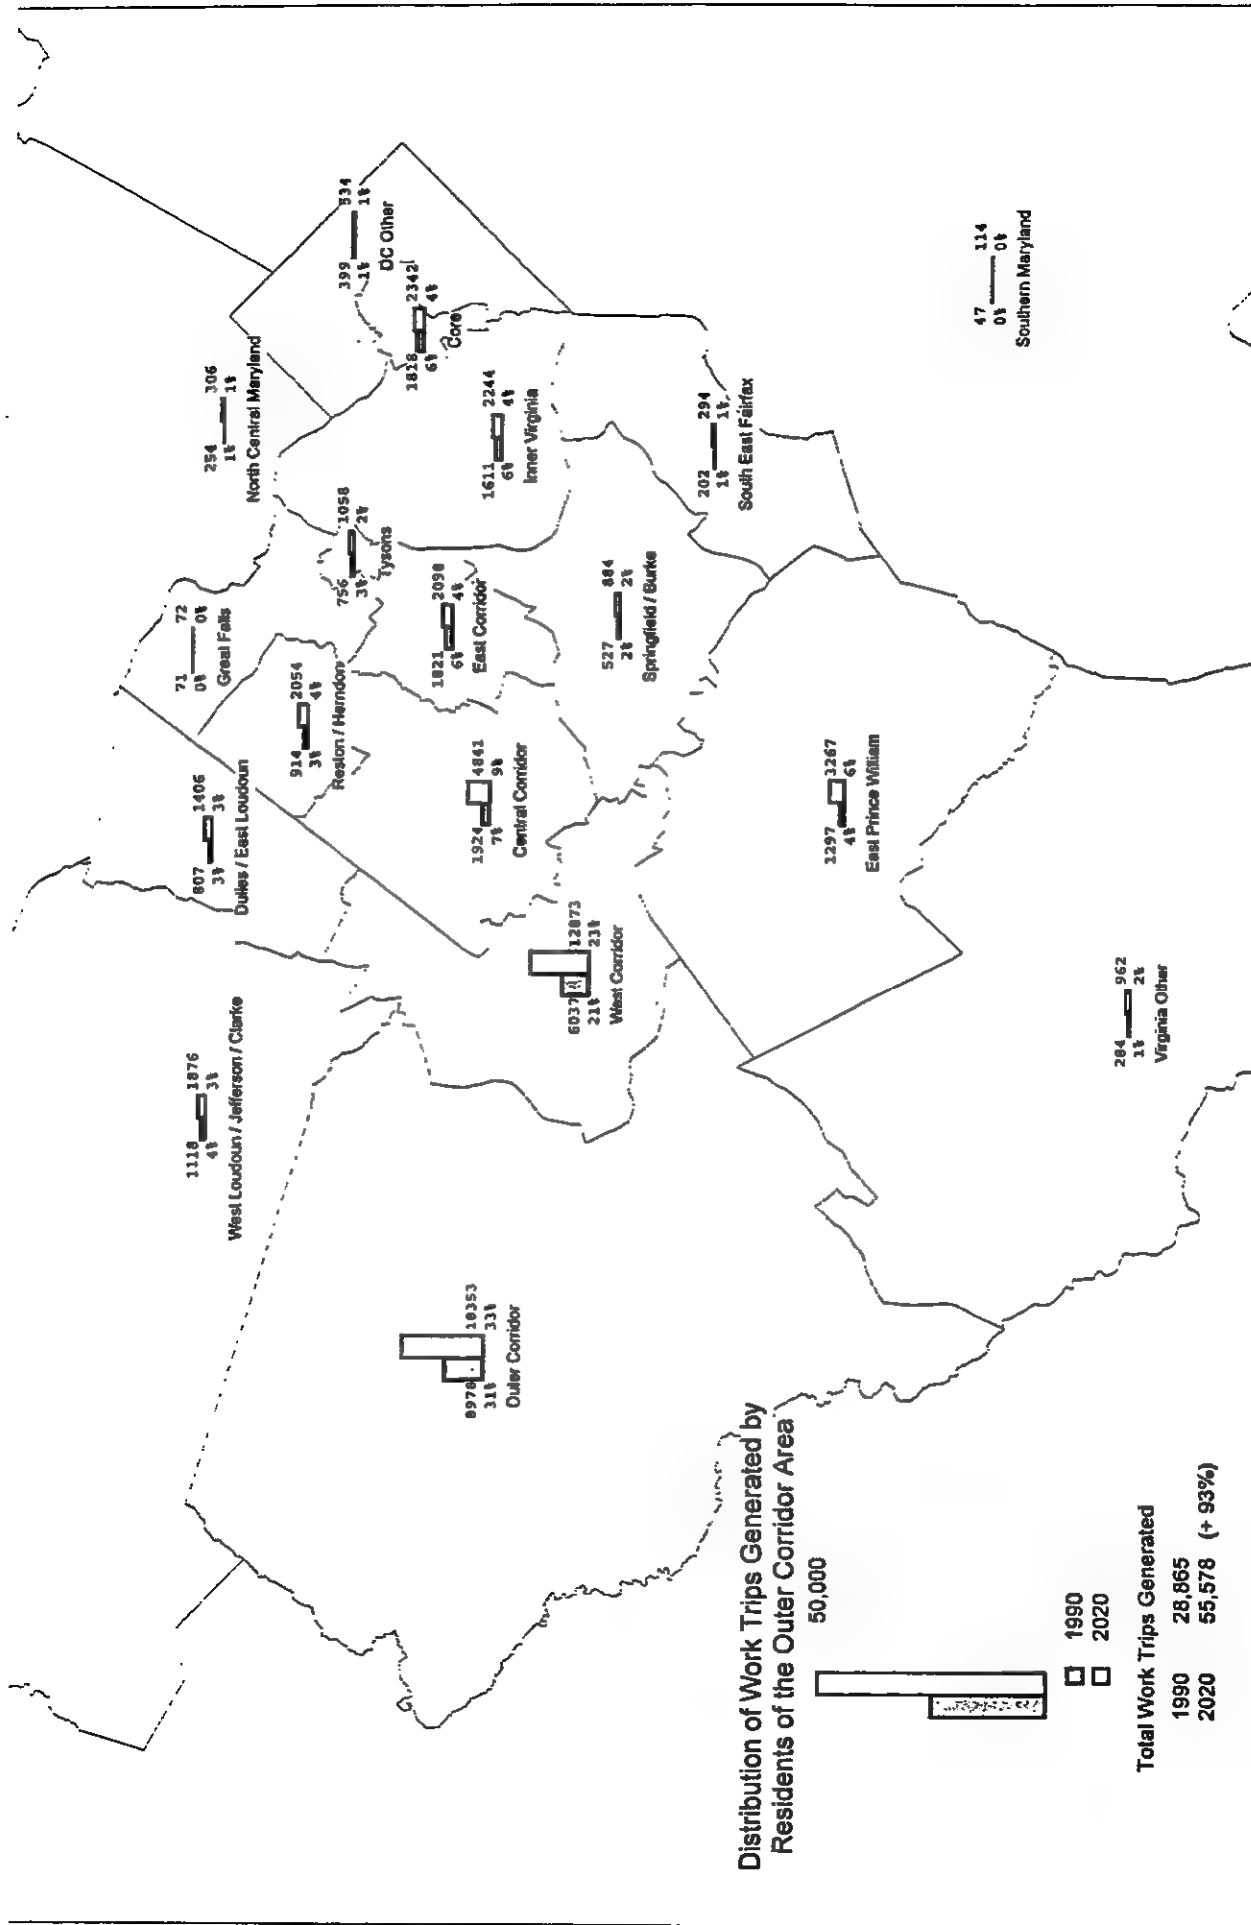 71 72
0% 0%
Great Falls
1118 1876
4% 3%
West Loudoun / Jefferson / Clarke
807 1406
3% 3%
Dulles / East Loudoun
254 306
1% 1%
North Central Maryland
914 2054
3% 4%
Reston / Herndon
756 1058
3% 2%
Tysons
399 534
1% 1%
DC Other
1818 2342
6% 4%
Core
1821 2098
6% 4%
East Corridor
8978 18353
31% 33%
Outer Corridor
1924 4841
7% 9%
Central Corridor
1611 2244
6% 4%
Inner Virginia
6037 12873
21% 23%
West Corridor
527 884
2% 2%
Springfield / Burke
202 294
1% 1%
South East Fairfax
1297 3267
4% 6%
East Prince William
47 114
0% 0%
Southern Maryland
284 962
1% 2%
Virginia Other
Distribution of Work Trips Generated by
Residents of the Outer Corridor Area
50,000
1990
2020
Total Work Trips Generated
1990 28,865
2020 55,578 (+ 93%)